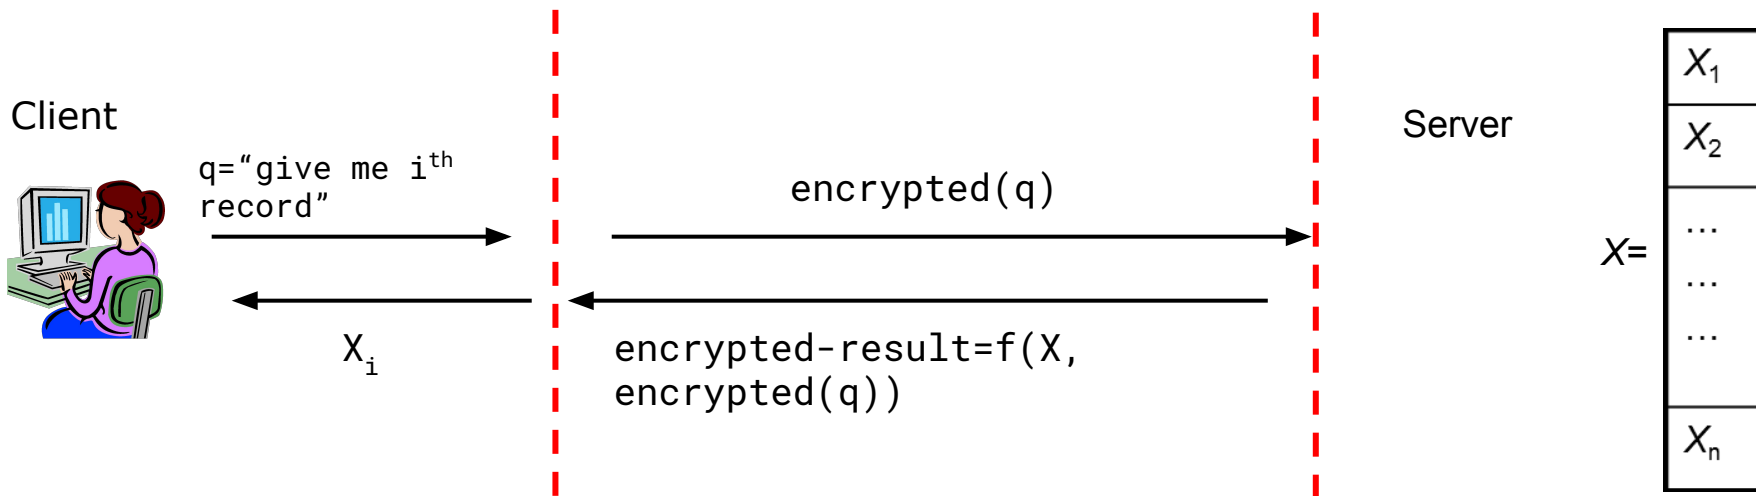 Client
q=“give me iᵗʰ
record”
Xᵢ
encrypted(q)
encrypted-result=f(X,
encrypted(q))
Server
X=
X₁
X₂
...
...
...
Xₙ